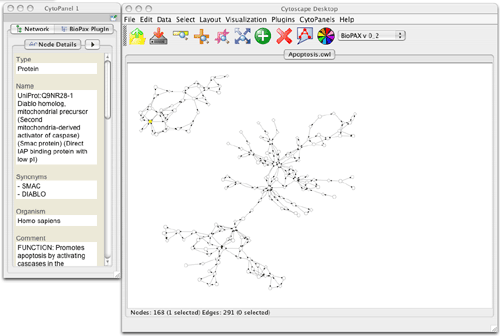 CytoPanel 1
Network
BioPax Plugin
Node Details
Type
Protein
Name
UniProt:Q9NR28-1
Diablo homolog,
mitochondrial precursor
(Second
mitochondria-derived
activator of caspase)
(Smac protein) (Direct
IAP binding protein with
low pI)
Synonyms
- SMAC
- DIABLO
Organism
Homo sapiens
Comment
FUNCTION: Promotes
apoptosis by activating
caspases in the
Cytoscape Desktop
File Edit Data Select Layout Visualization Plugins CytoPanels Help
BioPAX v 0_2
Apoptosis.owl
Nodes: 168 (1 selected) Edges: 291 (0 selected)